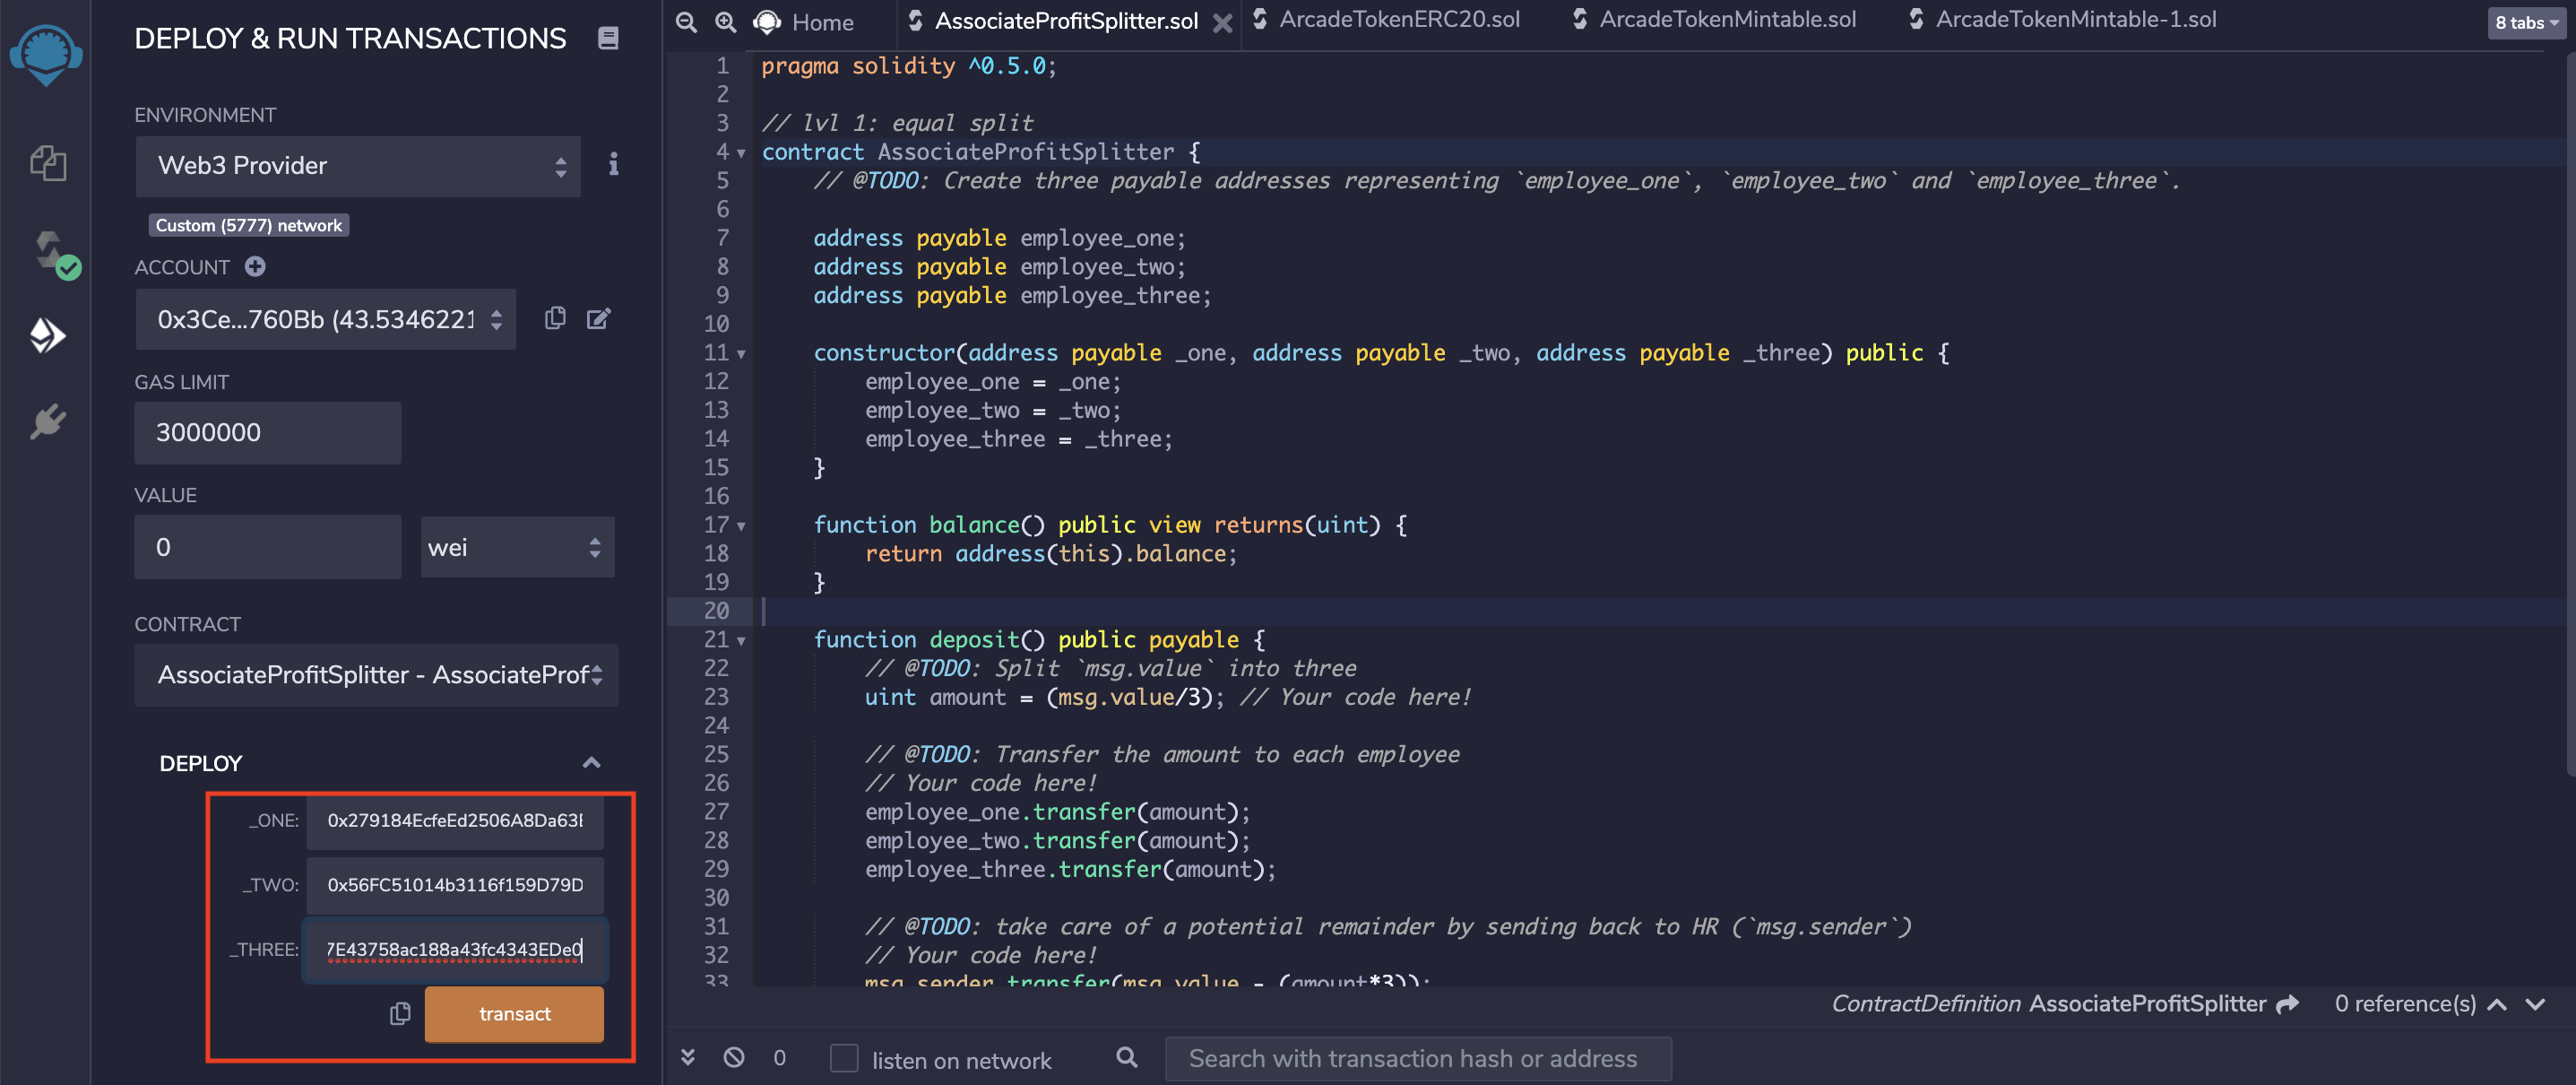 DEPLOY & RUN TRANSACTIONS
ENVIRONMENT
Web3 Provider
Custom (5777) network
ACCOUNT
0x3Ce...760Bb (43.5346221
GAS LIMIT
3000000
VALUE
0
wei
CONTRACT
AssociateProfitSplitter - AssociateProf
DEPLOY
_ONE: 0x279184EcfeEd2506A8Da63E
_TWO: 0x56FC51014b3116f159D79D
_THREE: 7E43758ac188a43fc4343EDe0
transact
Home
AssociateProfitSplitter.sol
ArcadeTokenERC20.sol
ArcadeTokenMintable.sol
ArcadeTokenMintable-1.sol
8 tabs
1 pragma solidity ^0.5.0;
2
3 // lvl 1: equal split
4 contract AssociateProfitSplitter {
5 // @TODO: Create three payable addresses representing `employee_one`, `employee_two` and `employee_three`.
6
7 address payable employee_one;
8 address payable employee_two;
9 address payable employee_three;
10
11 constructor(address payable _one, address payable _two, address payable _three) public {
12 employee_one = _one;
13 employee_two = _two;
14 employee_three = _three;
15 }
16
17 function balance() public view returns(uint) {
18 return address(this).balance;
19 }
20
21 function deposit() public payable {
22 // @TODO: Split `msg.value` into three
23 uint amount = (msg.value/3); // Your code here!
24
25 // @TODO: Transfer the amount to each employee
26 // Your code here!
27 employee_one.transfer(amount);
28 employee_two.transfer(amount);
29 employee_three.transfer(amount);
30
31 // @TODO: take care of a potential remainder by sending back to HR (`msg.sender`)
32 // Your code here!
33 msg.sender.transfer(msg.value - (amount*3));
ContractDefinition AssociateProfitSplitter
0 reference(s)
0
listen on network
Search with transaction hash or address